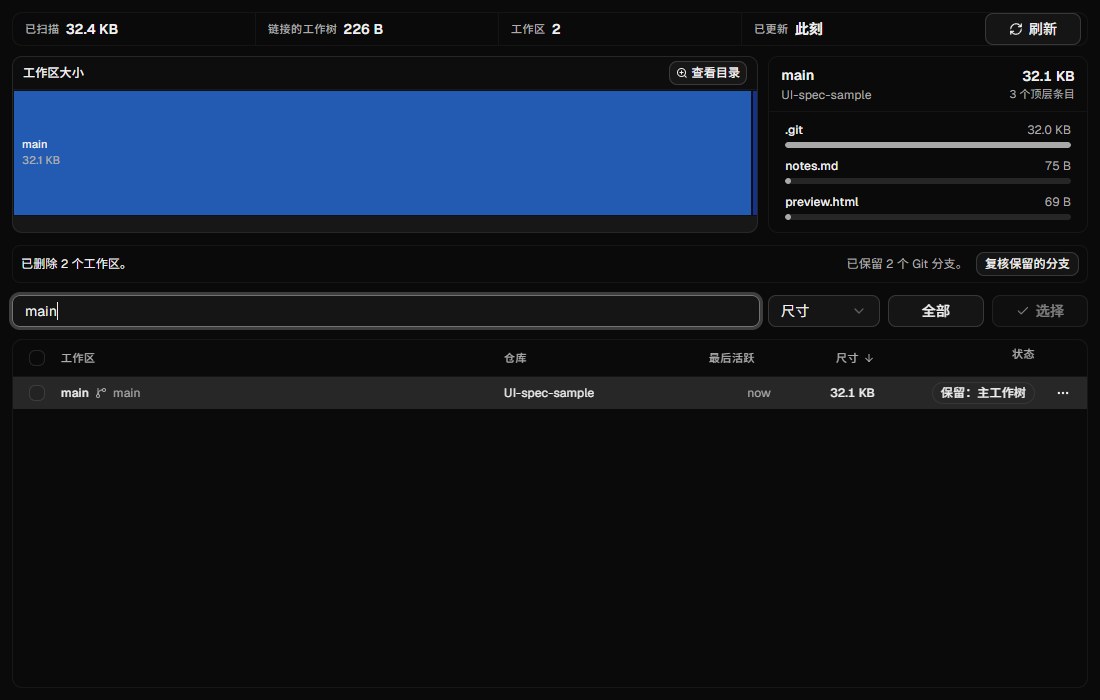 已扫描 32.4 KB
链接的工作树 226 B
工作区 2
已更新 此刻
刷新
工作区大小
查看目录
main
32.1 KB
main
32.1 KB
UI-spec-sample
3 个顶层条目
.git
32.0 KB
notes.md
75 B
preview.html
69 B
已删除 2 个工作区。
已保留 2 个 Git 分支。
复核保留的分支
main
尺寸
全部
选择
工作区
仓库
最后活跃
尺寸
状态
main main
UI-spec-sample
now
32.1 KB
保留：主工作树